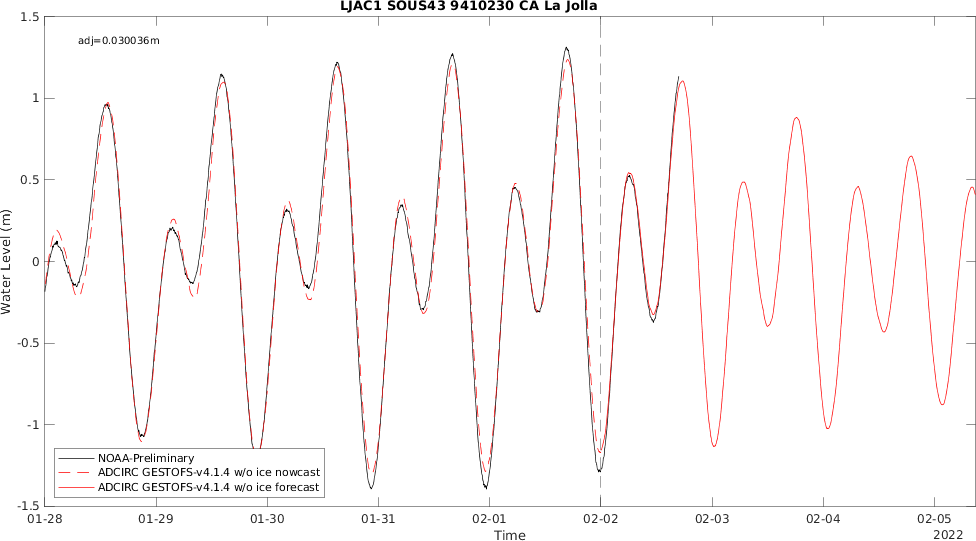 LJAC1 SOUS43 9410230 CA La Jolla
adj=0.030036m
1.5
1
0.5
0
-0.5
-1
-1.5
Water Level (m)
NOAA-Preliminary
ADCIRC GESTOFS-v4.1.4 w/o ice nowcast
ADCIRC GESTOFS-v4.1.4 w/o ice forecast
01-28 01-29 01-30 01-31 02-01 02-02 02-03 02-04 02-05
Time
2022